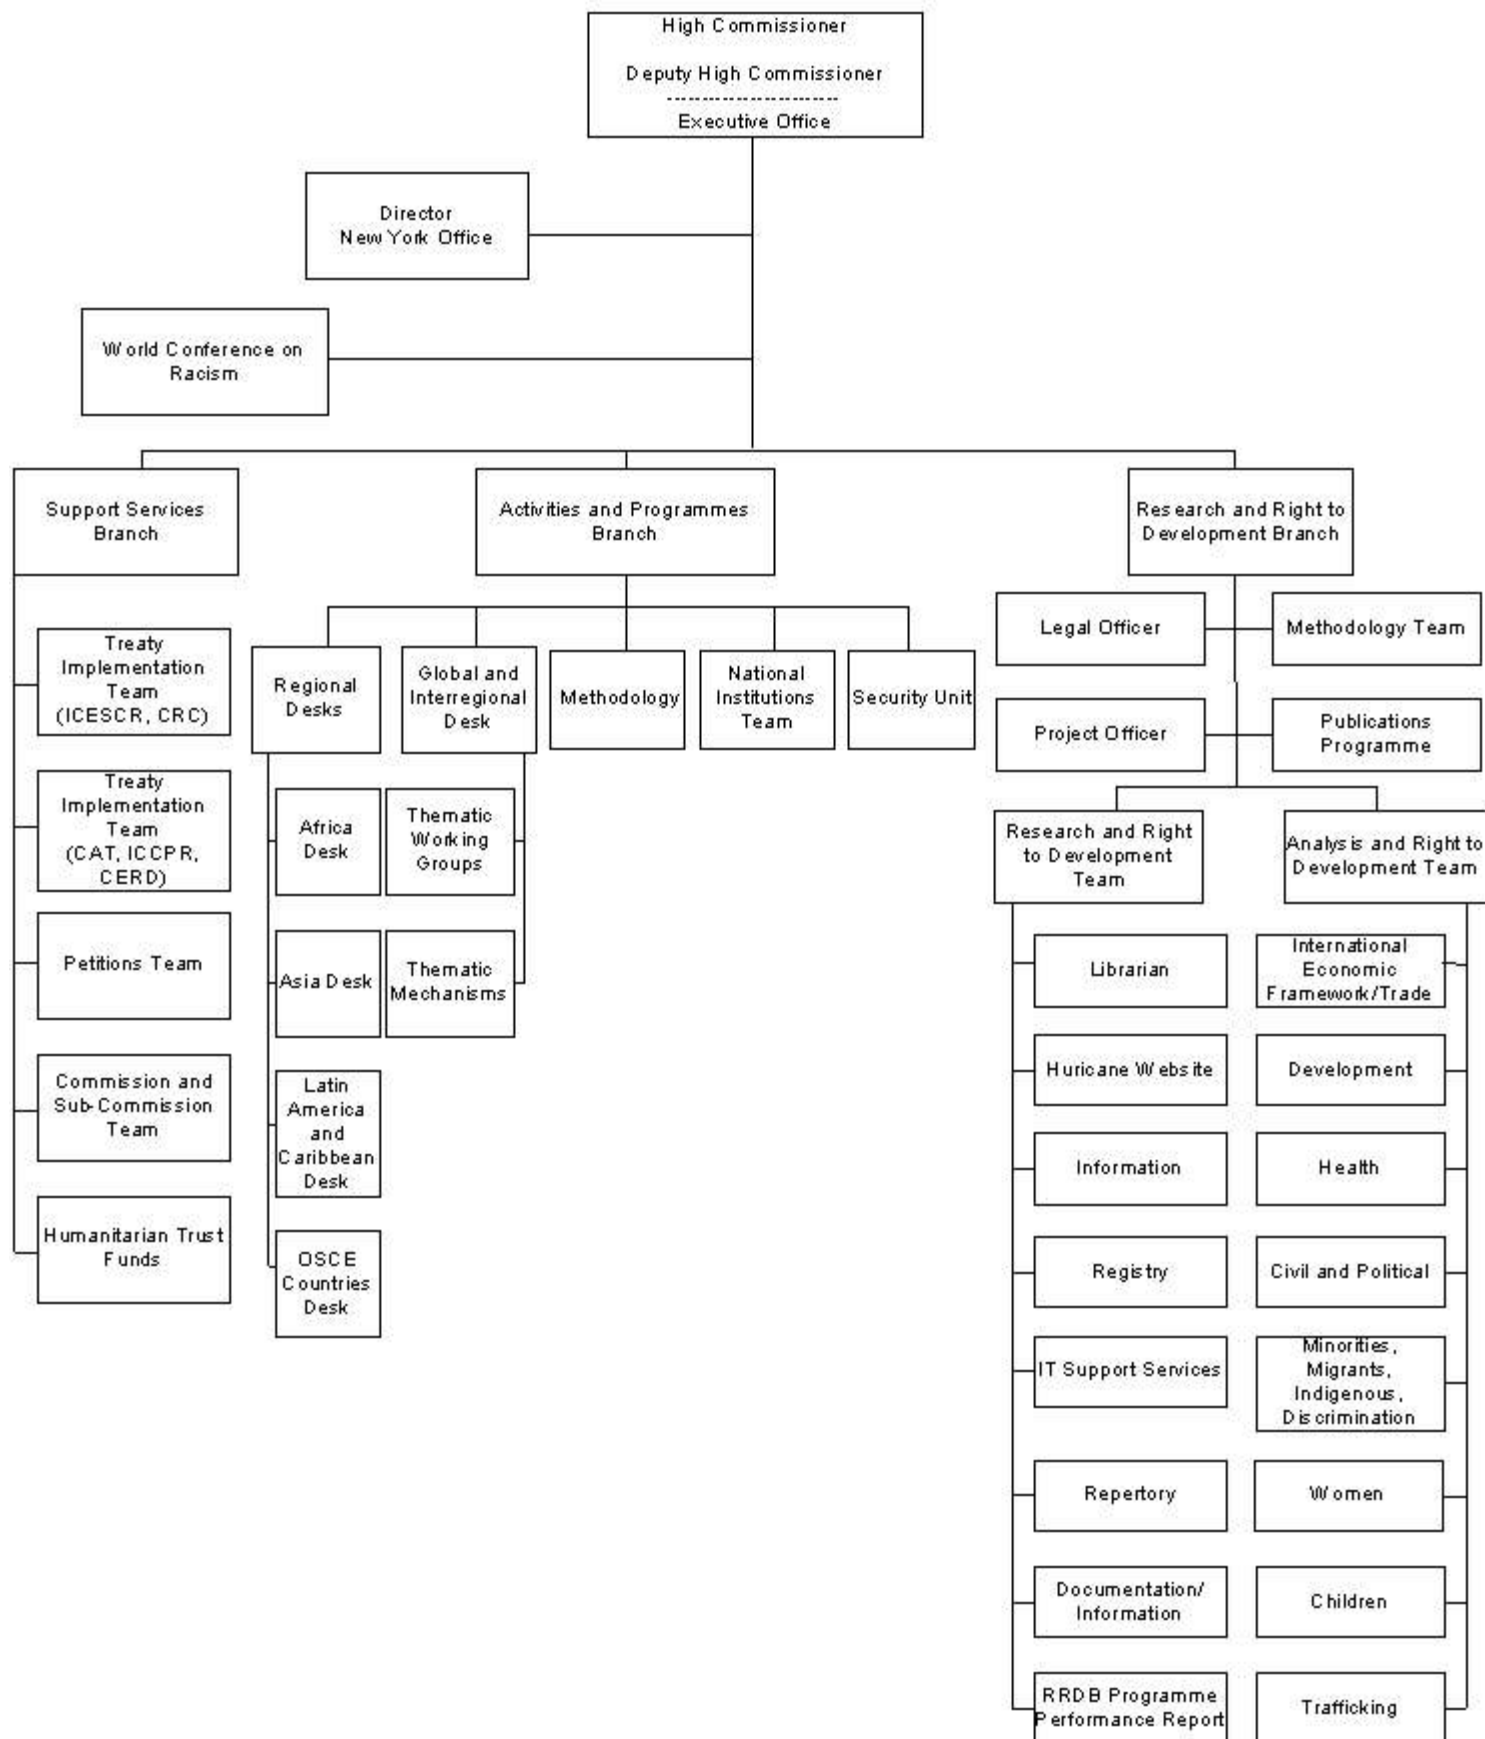 High Commissioner
Deputy High Commissioner
-----------------------
Executive Office
Director
New York Office
World Conference on
Racism
Support Services
Branch
Activities and Programmes
Branch
Research and Right to
Development Branch
Treaty
Implementation
Team
(ICESCR, CRC)
Treaty
Implementation
Team
(CAT, ICCPR,
CERD)
Petitions Team
Commission and
Sub-Commission
Team
Humanitarian Trust
Funds
Regional
Desks
Global and
Interregional
Desk
Methodology
National
Institutions
Team
Security Unit
Africa
Desk
Asia Desk
Latin
America
and
Caribbean
Desk
OSCE
Countries
Desk
Thematic
Working
Groups
Thematic
Mechanisms
Legal Officer
Methodology Team
Project Officer
Publications
Programme
Research and Right
to Development
Team
Analysis and Right to
Development Team
Librarian
Huricane Website
Information
Registry
IT Support Services
Repertory
Documentation/
Information
RRDB Programme
Performance Report
International
Economic
Framework/Trade
Development
Health
Civil and Political
Minorities,
Migrants,
Indigenous,
Discrimination
Women
Children
Trafficking